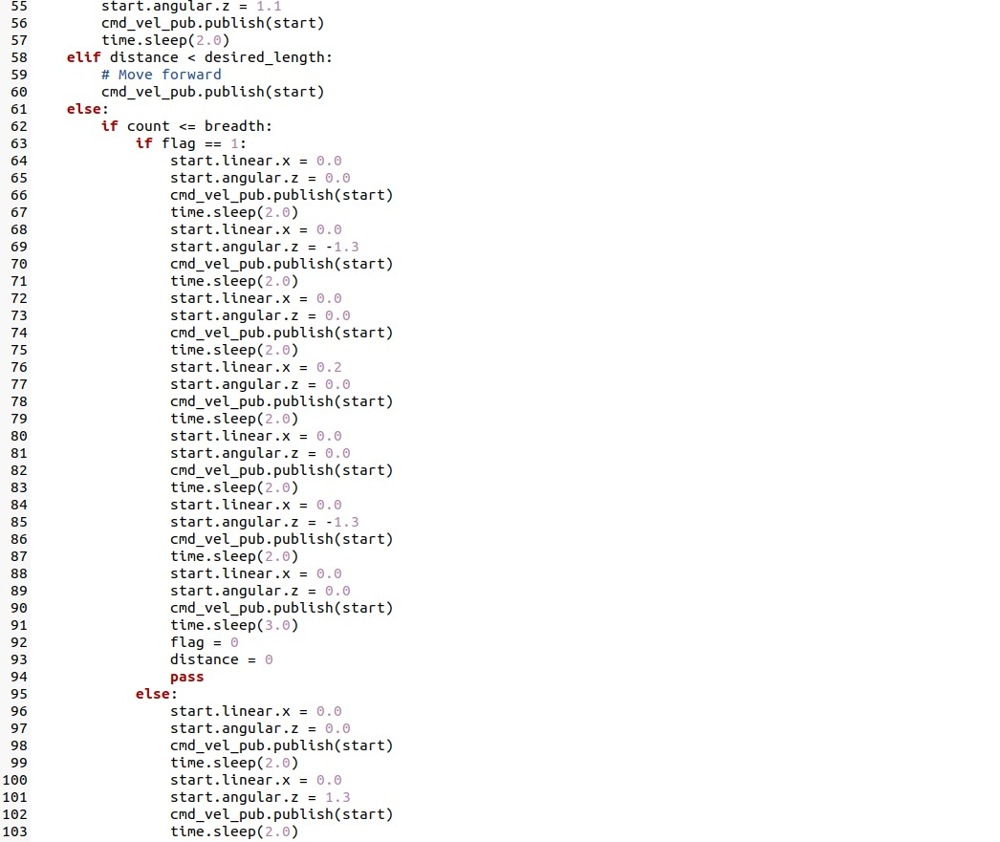 55         start.angular.z = 1.1
56         cmd_vel_pub.publish(start)
57         time.sleep(2.0)
58     elif distance < desired_length:
59         # Move forward
60         cmd_vel_pub.publish(start)
61     else:
62         if count <= breadth:
63             if flag == 1:
64                 start.linear.x = 0.0
65                 start.angular.z = 0.0
66                 cmd_vel_pub.publish(start)
67                 time.sleep(2.0)
68                 start.linear.x = 0.0
69                 start.angular.z = -1.3
70                 cmd_vel_pub.publish(start)
71                 time.sleep(2.0)
72                 start.linear.x = 0.0
73                 start.angular.z = 0.0
74                 cmd_vel_pub.publish(start)
75                 time.sleep(2.0)
76                 start.linear.x = 0.2
77                 start.angular.z = 0.0
78                 cmd_vel_pub.publish(start)
79                 time.sleep(2.0)
80                 start.linear.x = 0.0
81                 start.angular.z = 0.0
82                 cmd_vel_pub.publish(start)
83                 time.sleep(2.0)
84                 start.linear.x = 0.0
85                 start.angular.z = -1.3
86                 cmd_vel_pub.publish(start)
87                 time.sleep(2.0)
88                 start.linear.x = 0.0
89                 start.angular.z = 0.0
90                 cmd_vel_pub.publish(start)
91                 time.sleep(3.0)
92                 flag = 0
93                 distance = 0
94                 pass
95             else:
96                 start.linear.x = 0.0
97                 start.angular.z = 0.0
98                 cmd_vel_pub.publish(start)
99                 time.sleep(2.0)
100                 start.linear.x = 0.0
101                 start.angular.z = 1.3
102                 cmd_vel_pub.publish(start)
103                 time.sleep(2.0)